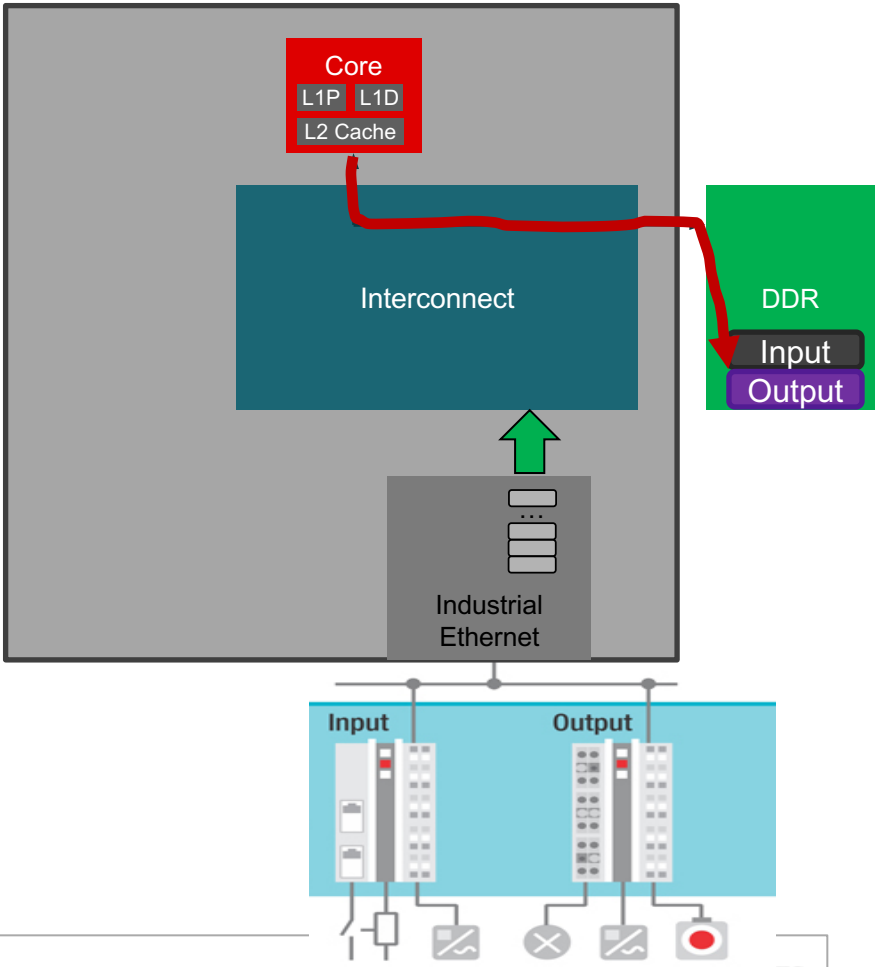 Core
L1P L1D
L2 Cache
Interconnect
DDR
Input
Output
...
Industrial
Ethernet
Input Output